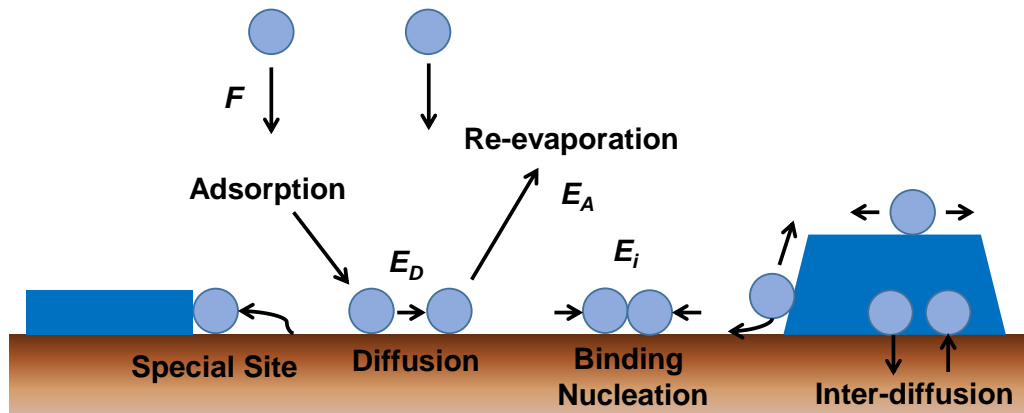 F
Re-evaporation
Adsorption
E_A
E_D
E_i
Special Site
Diffusion
Binding
Nucleation
Inter-diffusion